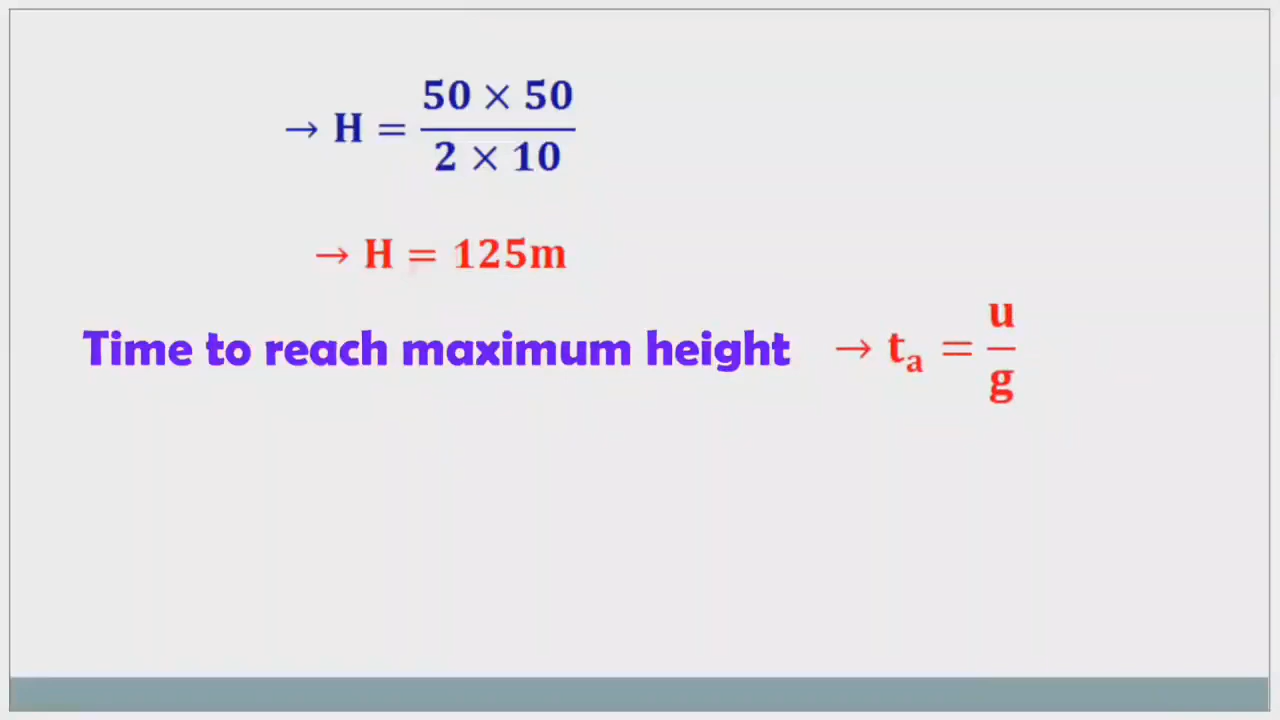 → H = 50 × 50 / 2 × 10
→ H = 125m
Time to reach maximum height → tₐ = u / g